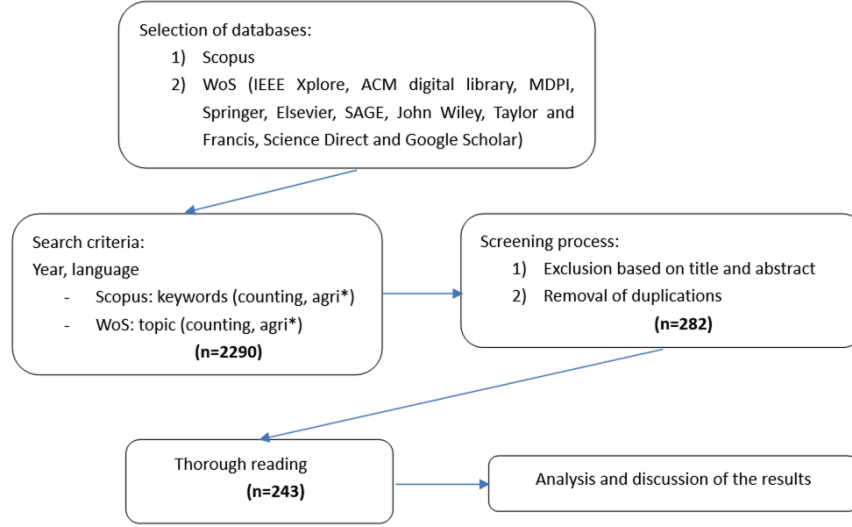 Selection of databases:
1) Scopus
2) WoS (IEEE Xplore, ACM digital library, MDPI,
Springer, Elsevier, SAGE, John Wiley, Taylor and
Francis, Science Direct and Google Scholar)
Search criteria:
Year, language
- Scopus: keywords (counting, agri*)
- WoS: topic (counting, agri*)
(n=2290)
Screening process:
1) Exclusion based on title and abstract
2) Removal of duplications
(n=282)
Thorough reading
(n=243)
Analysis and discussion of the results